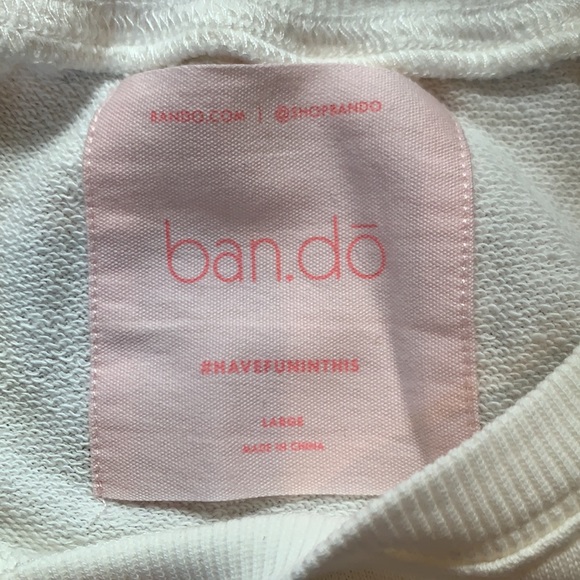 BANDO.COM | @SHOPBANDO
ban.dō
#HAVEFUNINTHIS
LARGE
MADE IN CHINA